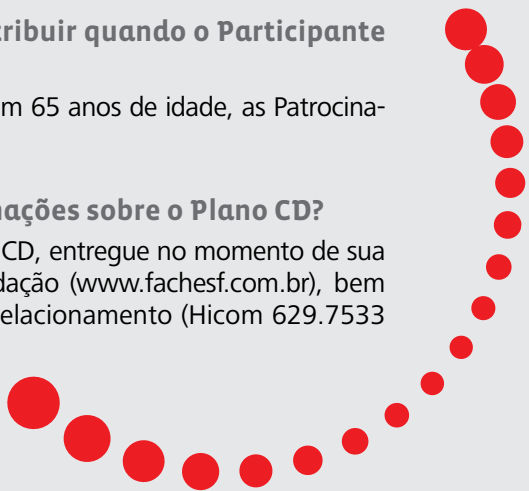 tribuir quando o Participante
m 65 anos de idade, as Patrocina-
nações sobre o Plano CD?
CD, entregue no momento de sua
dação (www.fachesf.com.br), bem
elacionamento (Hicom 629.7533